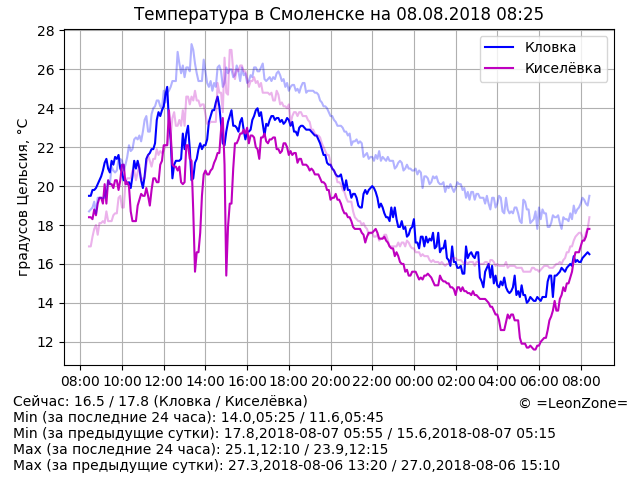 Температура в Смоленске на 08.08.2018 08:25
градусов Цельсия, °C
28
26
24
22
20
18
16
14
12
Кловка
Киселёвка
08:00 10:00 12:00 14:00 16:00 18:00 20:00 22:00 00:00 02:00 04:00 06:00 08:00
Сейчас: 16.5 / 17.8 (Кловка / Киселёвка)
© =LeonZone=
Min (за последние 24 часа): 14.0,05:25 / 11.6,05:45
Min (за предыдущие сутки): 17.8,2018-08-07 05:55 / 15.6,2018-08-07 05:15
Max (за последние 24 часа): 25.1,12:10 / 23.9,12:15
Max (за предыдущие сутки): 27.3,2018-08-06 13:20 / 27.0,2018-08-06 15:10